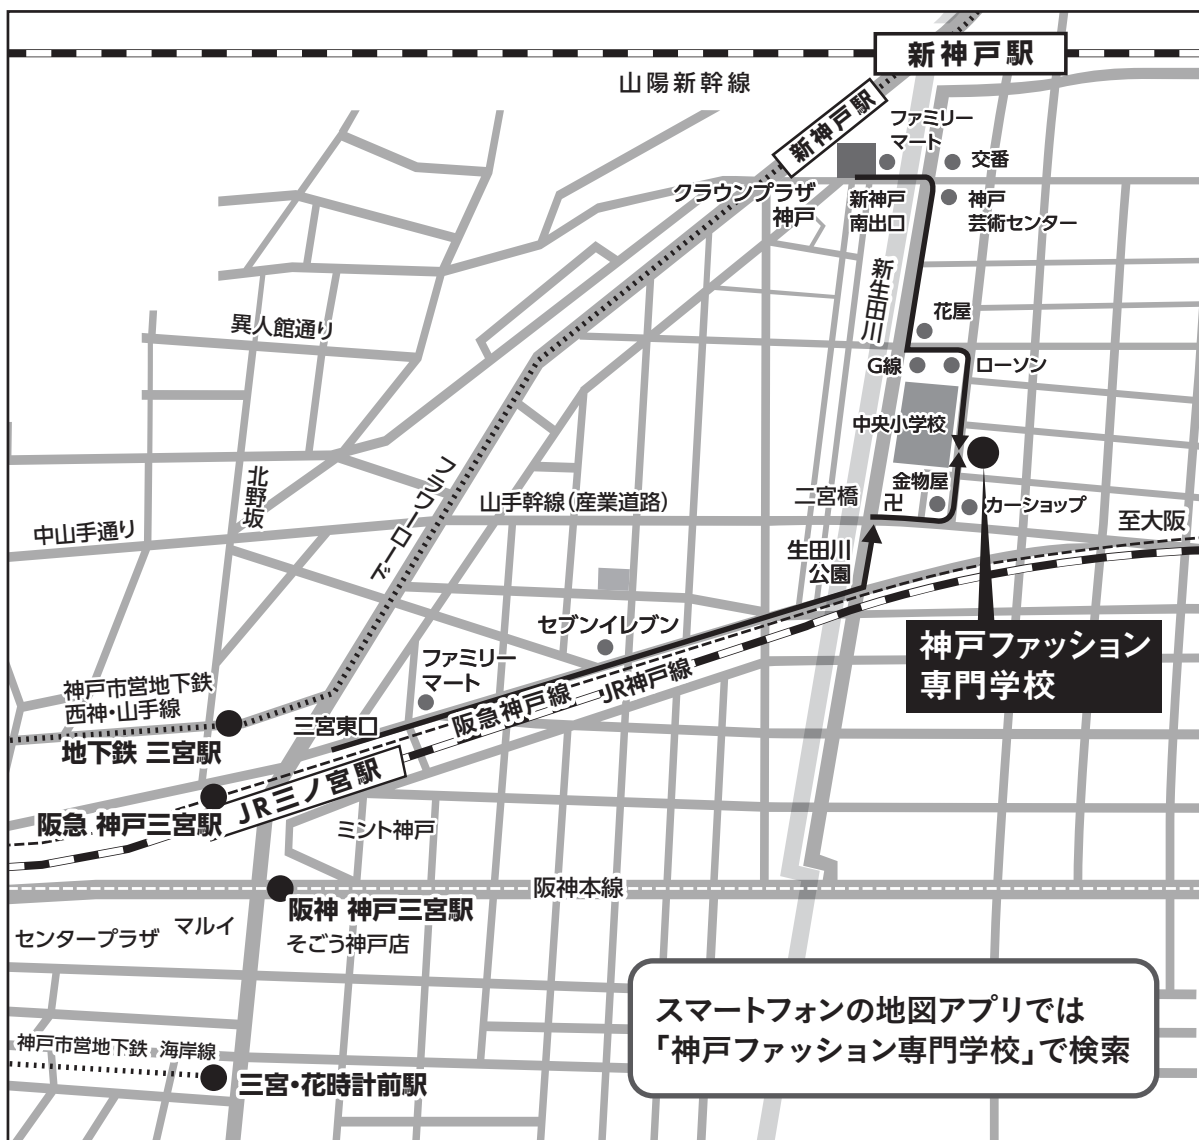 新神戸駅
山陽新幹線
新神戸駅
ファミリー
マート
交番
クラウンプラザ
神戸
新神戸
南出口
神戸
芸術センター
新生田川
花屋
異人館通り
G線
ローソン
中央小学校
フラワーロード
北野坂
金物屋
山手幹線(産業道路)
二宮橋
卍
カーショップ
至大阪
中山手通り
生田川
公園
セブンイレブン
神戸ファッション
専門学校
ファミリー
マート
神戸市営地下鉄
西神・山手線
JR神戸線
阪急神戸線
三宮東口
地下鉄 三宮駅
JR三ノ宮駅
阪急 神戸三宮駅
ミント神戸
阪神本線
阪神 神戸三宮駅
マルイ
センタープラザ
そごう神戸店
スマートフォンの地図アプリでは
「神戸ファッション専門学校」で検索
神戸市営地下鉄 海岸線
三宮・花時計前駅